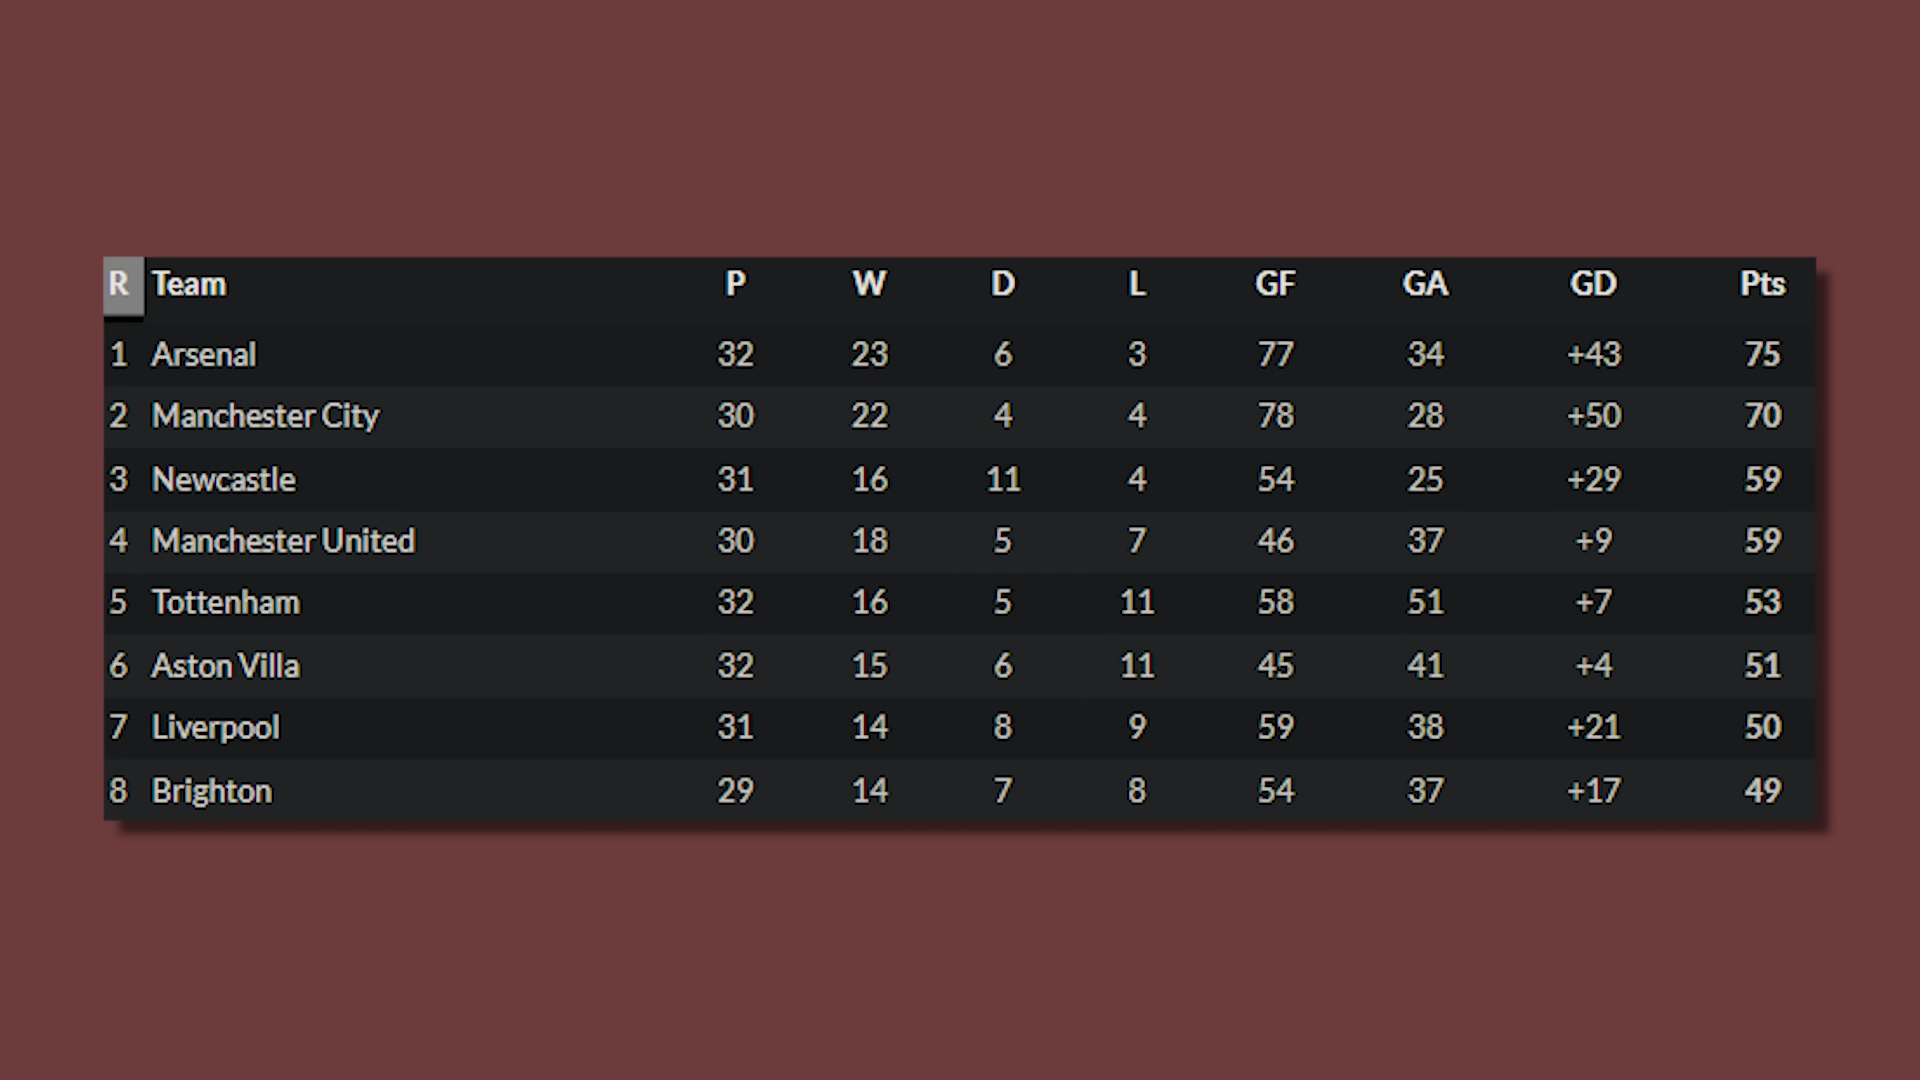 R Team P W D L GF GA GD Pts
1 Arsenal 32 23 6 3 77 34 +43 75
2 Manchester City 30 22 4 4 78 28 +50 70
3 Newcastle 31 16 11 4 54 25 +29 59
4 Manchester United 30 18 5 7 46 37 +9 59
5 Tottenham 32 16 5 11 58 51 +7 53
6 Aston Villa 32 15 6 11 45 41 +4 51
7 Liverpool 31 14 8 9 59 38 +21 50
8 Brighton 29 14 7 8 54 37 +17 49